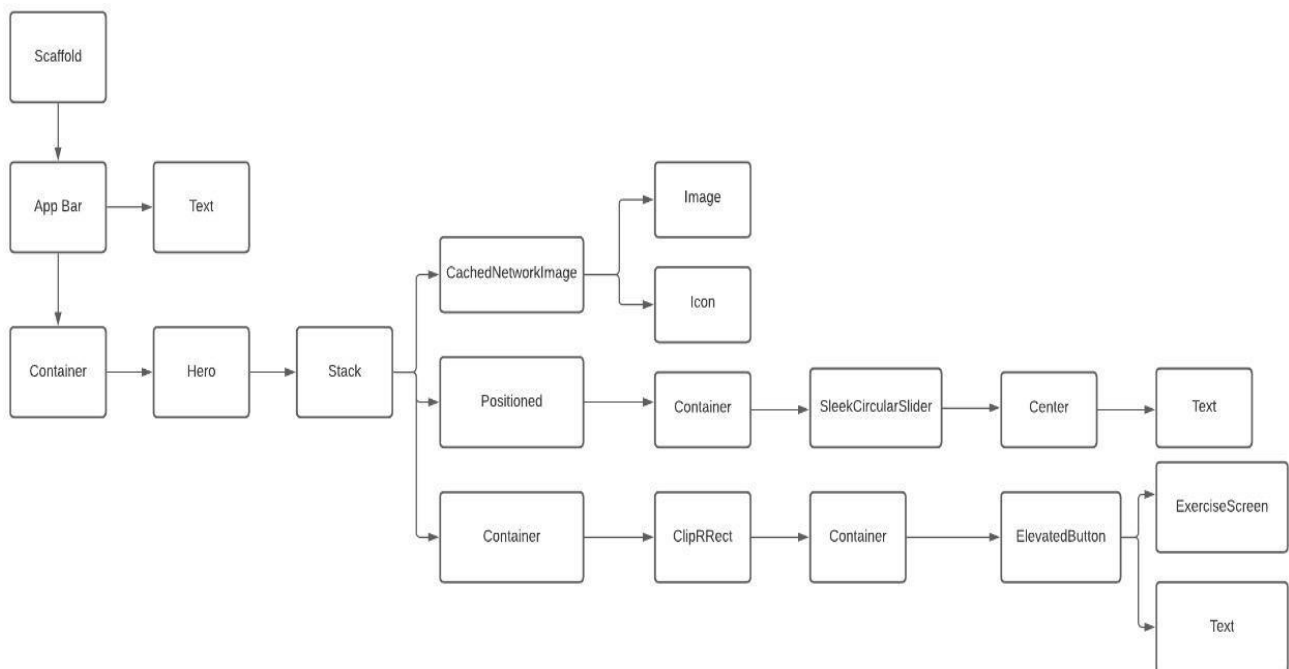 Scaffold
App Bar
Text
Image
CachedNetworkImage
Icon
Container
Hero
Stack
Positioned
Container
SleekCircularSlider
Center
Text
Container
ClipRRect
Container
ElevatedButton
ExerciseScreen
Text